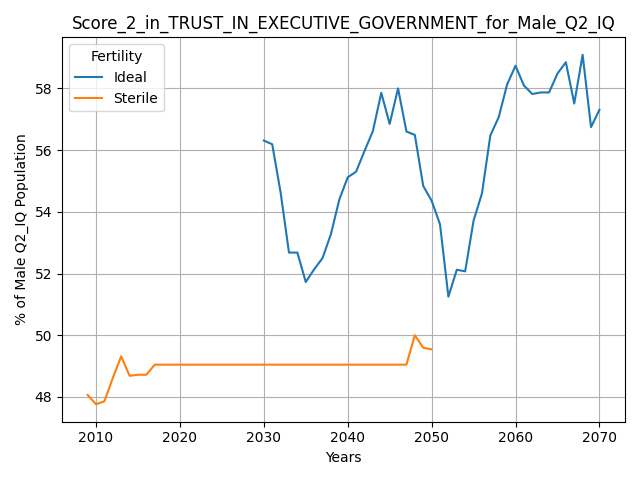 Score_2_in_TRUST_IN_EXECUTIVE_GOVERNMENT_for_Male_Q2_IQ
Fertility
Ideal
Sterile
% of Male Q2_IQ Population
58
56
54
52
50
48
2010 2020 2030 2040 2050 2060 2070
Years